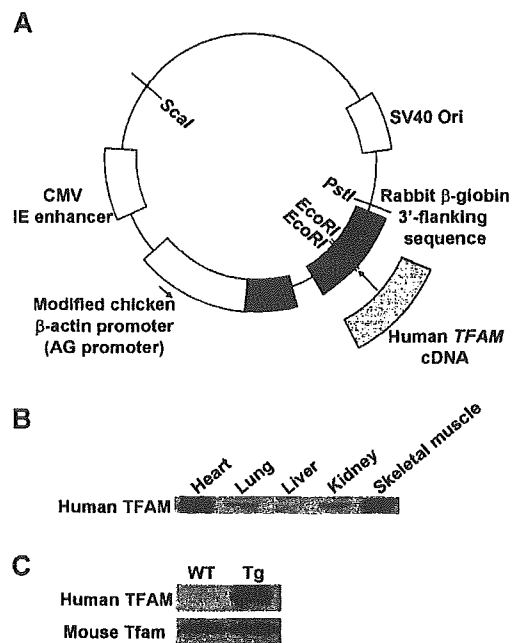 A
ScaI
SV40 Ori
CMV
IE enhancer
PstI
EcoRI
EcoRI
Rabbit β-globin
3'-flanking
sequence
Modified chicken
β-actin promoter
(AG promoter)
Human TFAM
cDNA
B
Heart
Lung
Liver
Kidney
Skeletal muscle
Human TFAM
C
WT
Tg
Human TFAM
Mouse Tfam